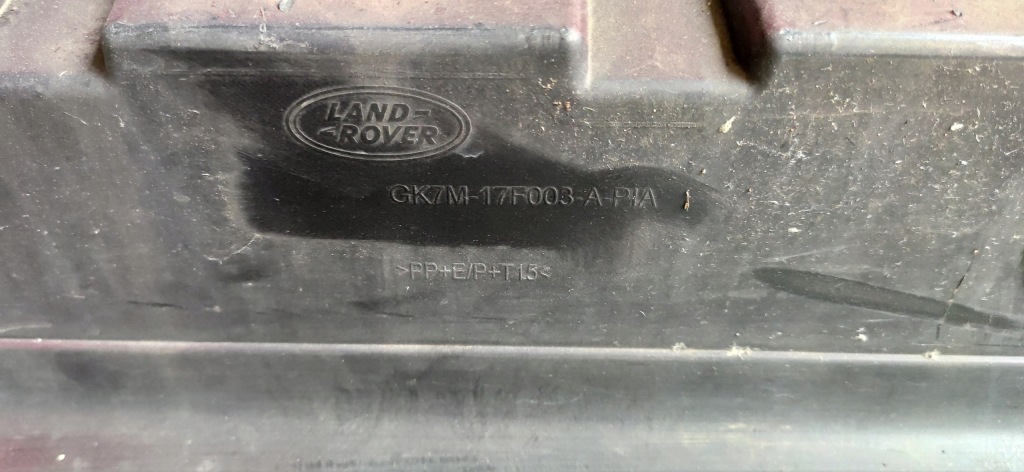 LAND-
-ROVER
GK7M-17F003-A-PIA
>PP+E/P+T15<